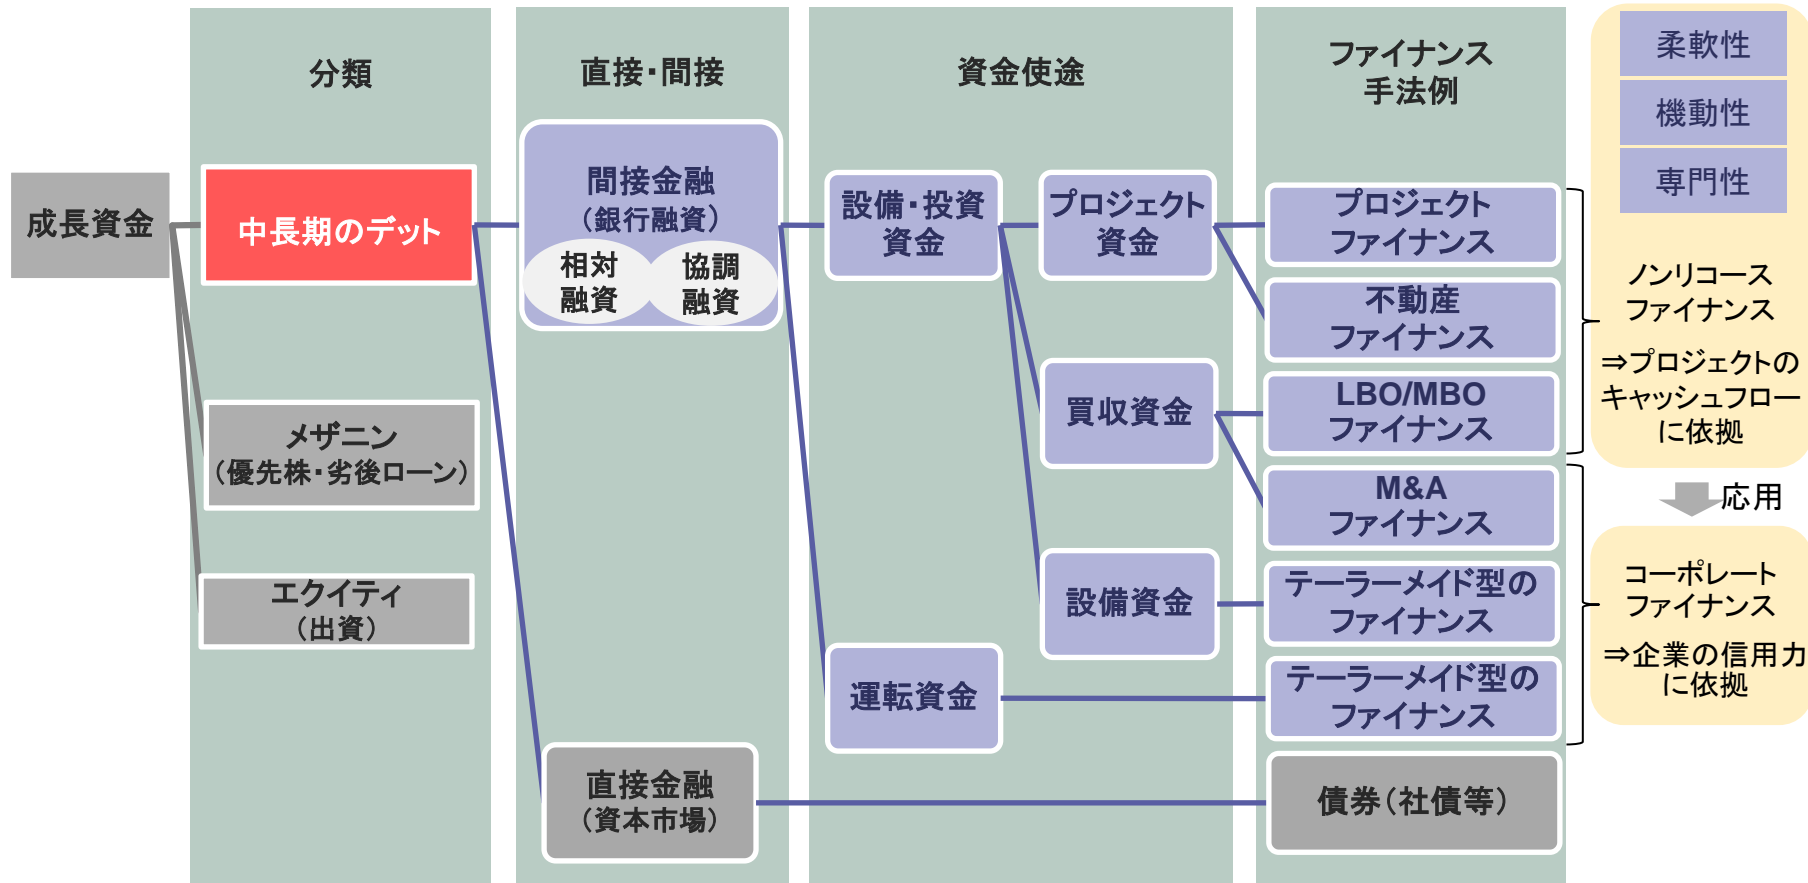 分類
直接・間接
資金使途
ファイナンス
手法例
成長資金
中長期のデット
メザニン
（優先株・劣後ローン）
エクイティ
（出資）
間接金融
（銀行融資）
相対
融資
協調
融資
直接金融
（資本市場）
設備・投資
資金
運転資金
プロジェクト
資金
買収資金
設備資金
プロジェクト
ファイナンス
不動産
ファイナンス
LBO/MBO
ファイナンス
M&A
ファイナンス
テーラーメイド型の
ファイナンス
テーラーメイド型の
ファイナンス
債券（社債等）
柔軟性
機動性
専門性
ノンリコース
ファイナンス
⇒プロジェクトの
キャッシュフロー
に依拠
応用
コーポレート
ファイナンス
⇒企業の信用力
に依拠